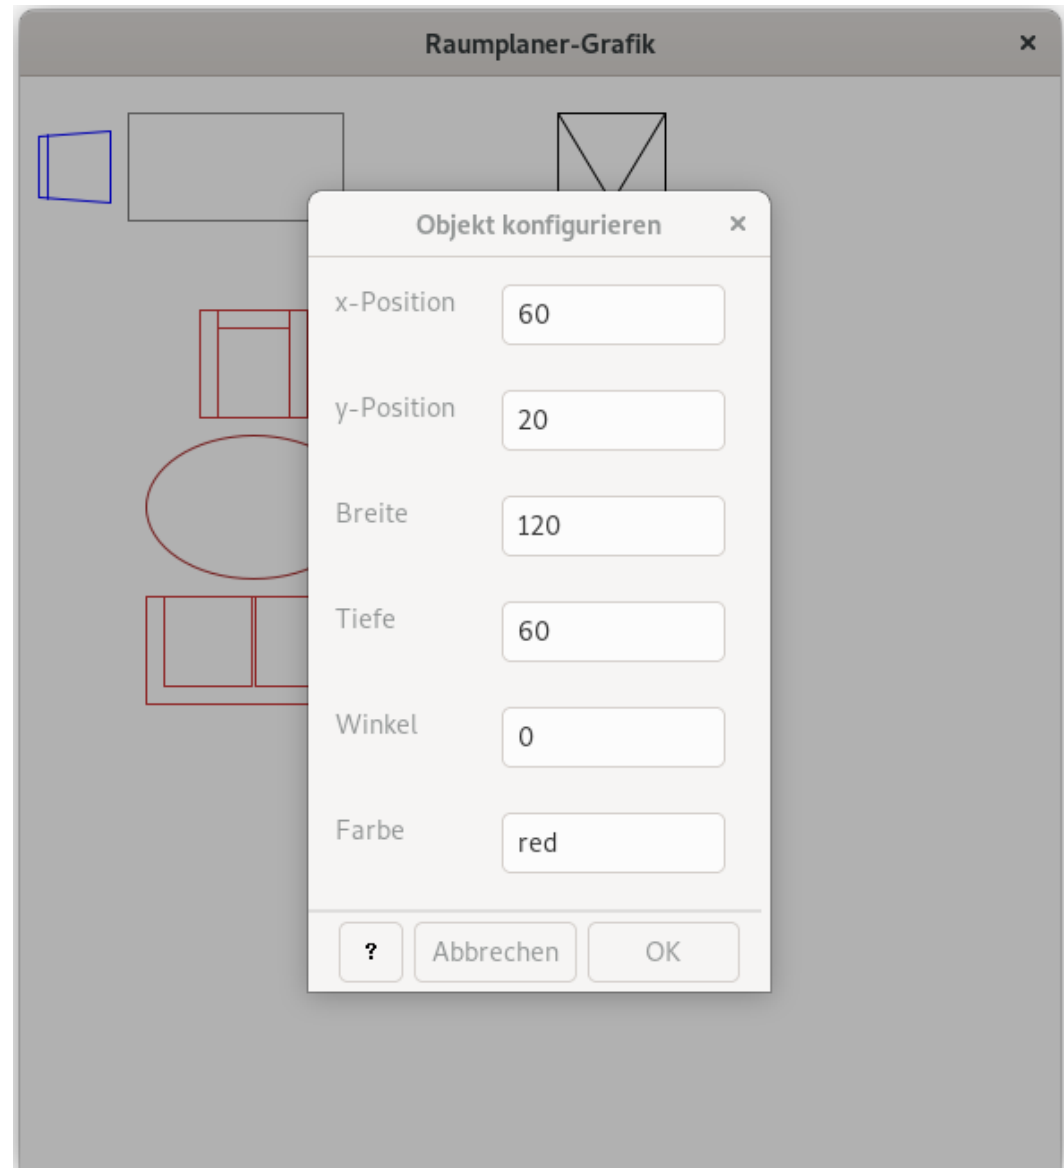 Raumplaner-Grafik ×
Objekt konfigurieren ×
x-Position 60
y-Position 20
Breite 120
Tiefe 60
Winkel 0
Farbe red
? Abbrechen OK